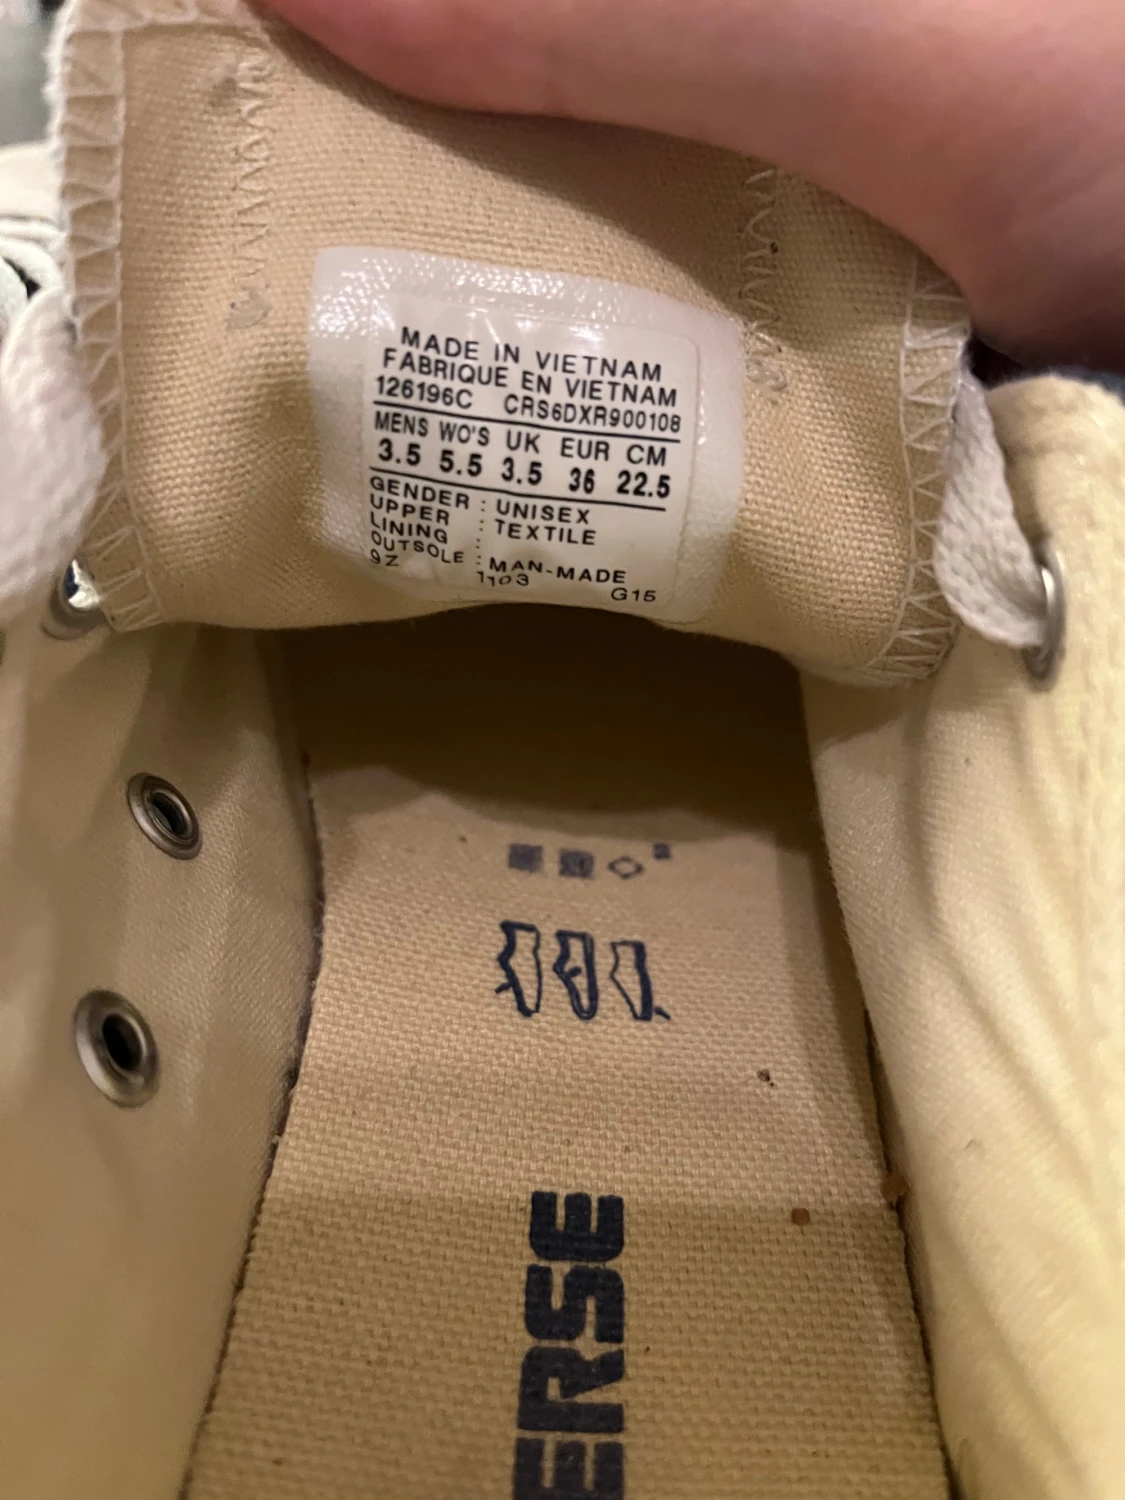 MADE IN VIETNAM
FABRIQUE EN VIETNAM
126196C CRS6DXR900108
MENS WO'S UK EUR CM
3.5 5.5 3.5 36 22.5
GENDER : UNISEX
UPPER : TEXTILE
LINING :
OUTSOLE : MAN-MADE
9Z 1103 G15
ERSE